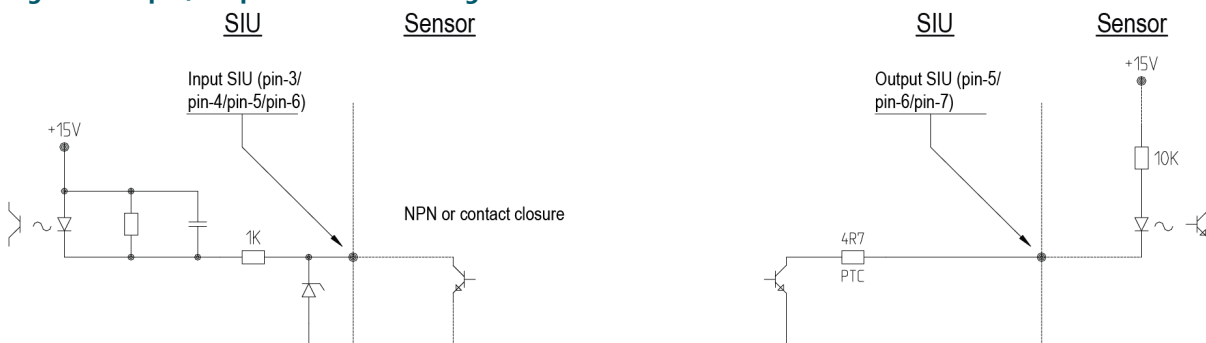 SIU
Sensor
Input SIU (pin-3/
pin-4/pin-5/pin-6)
+15V
1K
NPN or contact closure
SIU
Sensor
+15V
Output SIU (pin-5/
pin-6/pin-7)
10K
4R7
PTC